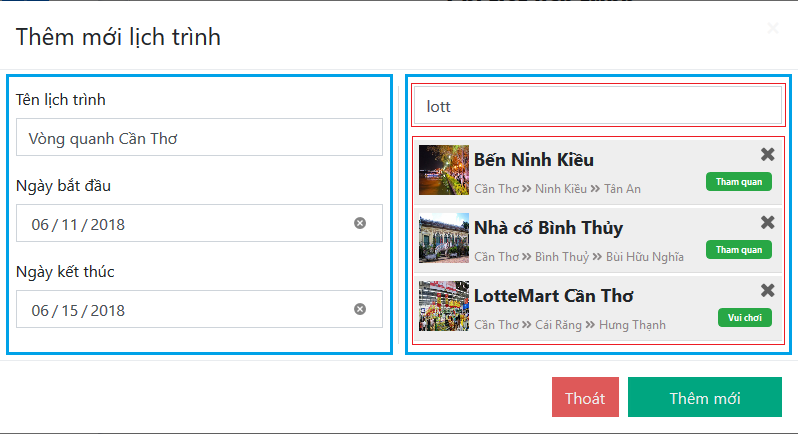 Thêm mới lịch trình
Tên lịch trình
Vòng quanh Cần Thơ
Ngày bắt đầu
06 / 11 / 2018
Ngày kết thúc
06 / 15 / 2018
lott
Bến Ninh Kiều
Cần Thơ » Ninh Kiều » Tân An
Tham quan
Nhà cổ Bình Thủy
Cần Thơ » Bình Thuỷ » Bùi Hữu Nghĩa
Tham quan
LotteMart Cần Thơ
Cần Thơ » Cái Răng » Hưng Thạnh
Vui chơi
Thoát
Thêm mới